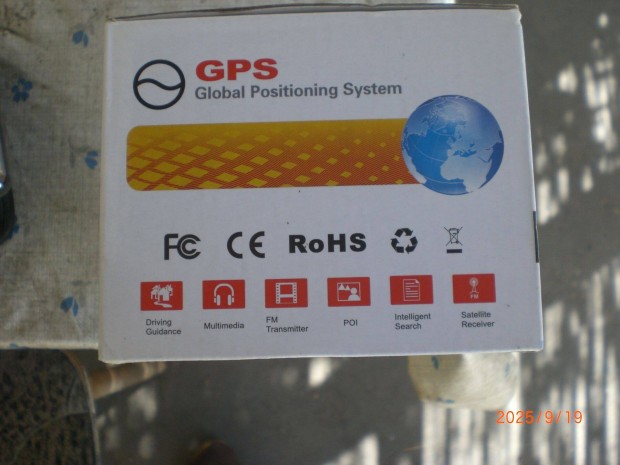 GPS
Global Positioning System
FC CE RoHS
Driving
Guidance
Multimedia
FM
Transmitter
POI
Intelligent
Search
FM
Satellite
Receiver
2025/9/19